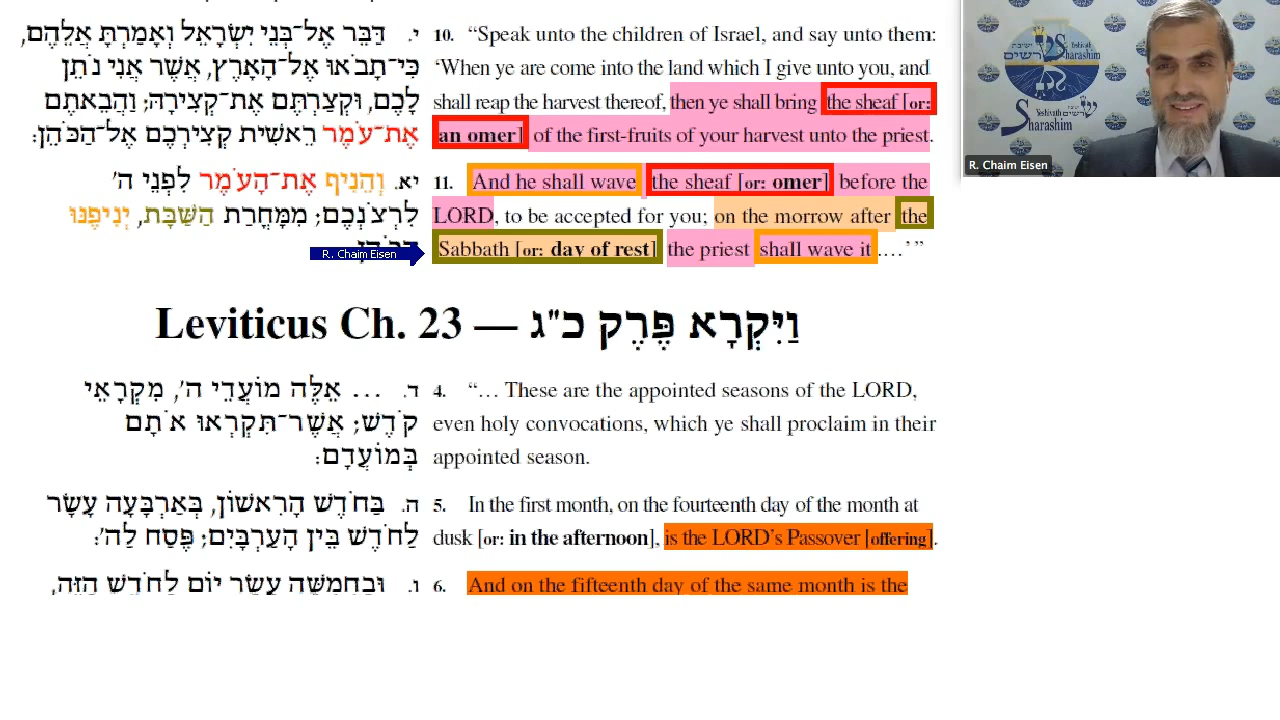 י. דַּבֵּר אֶל־בְּנֵי יִשְׂרָאֵל וְאָמַרְתָּ אֲלֵהֶם,
כִּי־תָבֹאוּ אֶל־הָאָרֶץ, אֲשֶׁר אֲנִי נֹתֵן
לָכֶם, וּקְצַרְתֶּם אֶת־קְצִירָהּ; וַהֲבֵאתֶם
אֶת־עֹמֶר רֵאשִׁית קְצִירְכֶם אֶל־הַכֹּהֵן:
10. “Speak unto the children of Israel, and say unto them:
‘When ye are come into the land which I give unto you, and
shall reap the harvest thereof, then ye shall bring the sheaf [or:
an omer] of the first-fruits of your harvest unto the priest.
יא. וְהֵנִיף אֶת־הָעֹמֶר לִפְנֵי ה'
לִרְצֹנְכֶם; מִמָּחֳרַת הַשַּׁבָּת, יְנִיפֶנּוּ
11. And he shall wave the sheaf [or: omer] before the
LORD, to be accepted for you; on the morrow after the
Sabbath [or: day of rest] the priest shall wave it….’”
R. Chaim Eisen
Leviticus Ch. 23 — וַיִּקְרָא פֶּרֶק כ"ג
ד. … אֵלֶּה מוֹעֲדֵי ה', מִקְרָאֵי
קֹדֶשׁ; אֲשֶׁר־תִּקְרְאוּ אֹתָם
בְּמוֹעֲדָם:
4. “… These are the appointed seasons of the LORD,
even holy convocations, which ye shall proclaim in their
appointed season.
ה. בַּחֹדֶשׁ הָרִאשׁוֹן, בְּאַרְבָּעָה עָשָׂר
לַחֹדֶשׁ בֵּין הָעַרְבָּיִם; פֶּסַח לַה':
5. In the first month, on the fourteenth day of the month at
dusk [or: in the afternoon], is the LORD’s Passover [offering].
ו. וּבַחֲמִשָּׁה עָשָׂר יוֹם לַחֹדֶשׁ הַזֶּה,
6. And on the fifteenth day of the same month is the
ישיבת
שרשים
Yeshivath
Sharashim
Yeshivath
Sharashim
R. Chaim Eisen